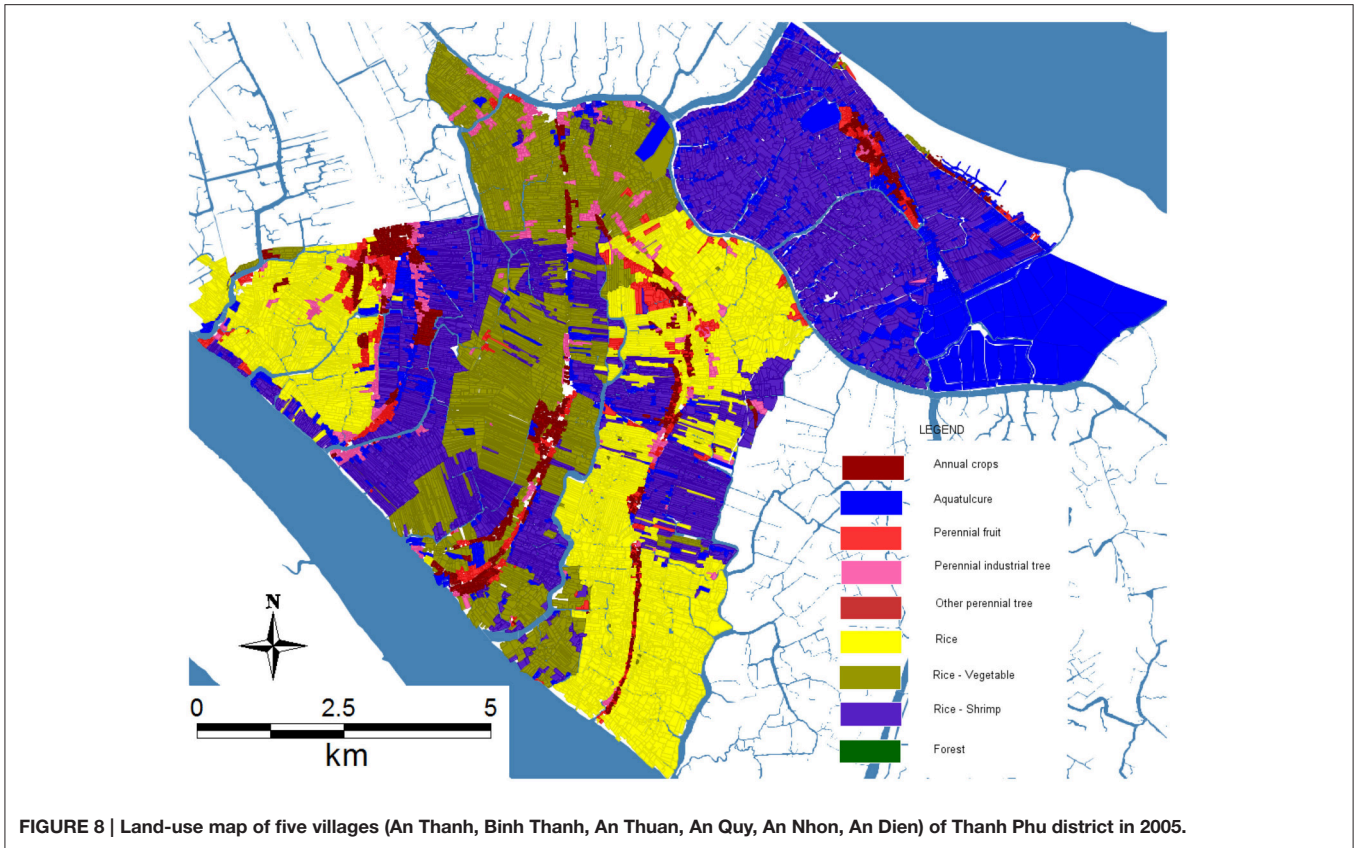 LEGEND
Annual crops
Aquatulcure
Perennial fruit
Perennial industrial tree
Other perennial tree
Rice
Rice - Vegetable
Rice - Shrimp
Forest
N
0 2.5 5
km
FIGURE 8 | Land-use map of five villages (An Thanh, Binh Thanh, An Thuan, An Quy, An Nhon, An Dien) of Thanh Phu district in 2005.